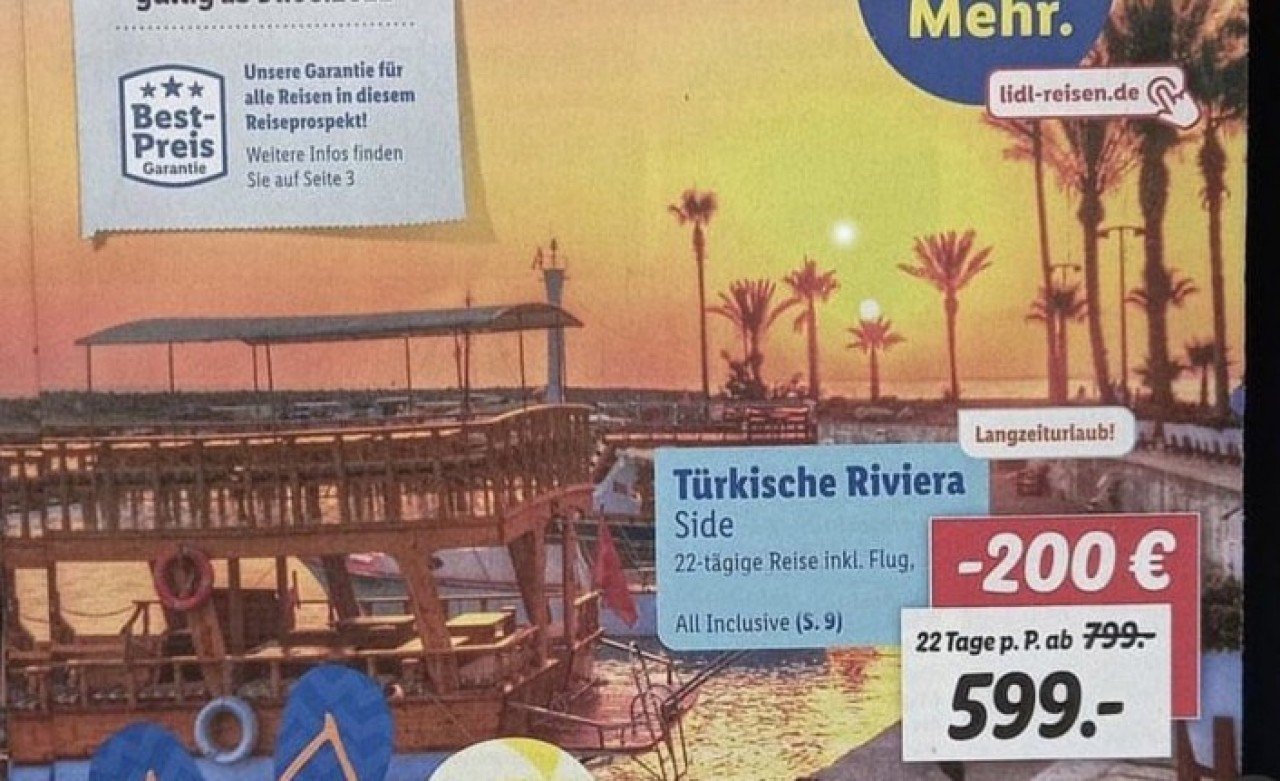 gültig ab
Best-
Preis
Garantie
Unsere Garantie für
alle Reisen in diesem
Reiseprospekt!
Weitere Infos finden
Sie auf Seite 3
Mehr.
lidl-reisen.de
Langzeiturlaub!
Türkische Riviera
Side
22-tägige Reise inkl. Flug,
All Inclusive (S. 9)
-200 €
22 Tage p. P. ab 799.-
599.-